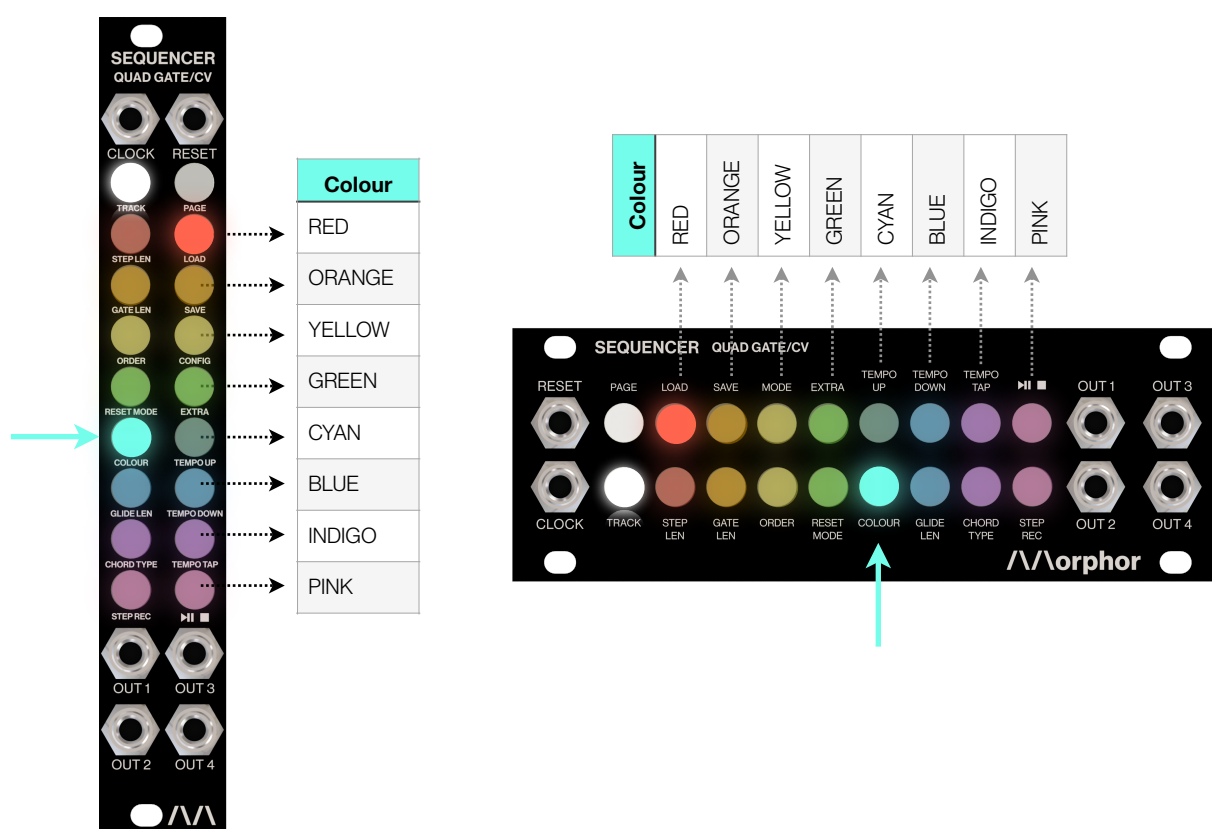 SEQUENCER
QUAD GATE/CV
CLOCK RESET
TRACK PAGE
STEP LEN LOAD
GATE LEN SAVE
ORDER CONFIG
RESET MODE EXTRA
COLOUR TEMPO UP
GLIDE LEN TEMPO DOWN
CHORD TYPE TEMPO TAP
STEP REC
OUT 1 OUT 3
OUT 2 OUT 4
Colour
RED
ORANGE
YELLOW
GREEN
CYAN
BLUE
INDIGO
PINK
Colour
RED
ORANGE
YELLOW
GREEN
CYAN
BLUE
INDIGO
PINK
SEQUENCER QUAD GATE/CV
RESET PAGE LOAD SAVE MODE EXTRA TEMPO UP TEMPO DOWN TEMPO TAP OUT 1 OUT 3
CLOCK TRACK STEP LEN GATE LEN ORDER RESET MODE COLOUR GLIDE LEN CHORD TYPE STEP REC OUT 2 OUT 4
/\/\orphor